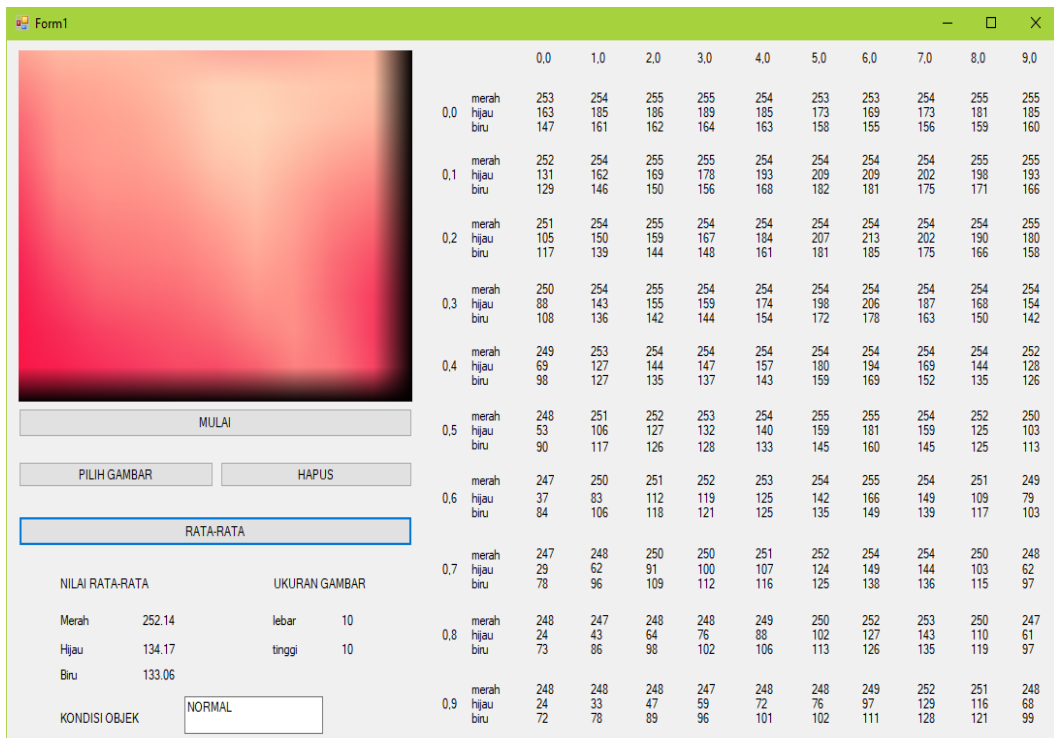 Form1
0,0 1,0 2,0 3,0 4,0 5,0 6,0 7,0 8,0 9,0
merah 253 254 255 255 254 253 253 254 255 255
0,0 hijau 163 185 186 189 185 173 169 173 181 185
biru 147 161 162 164 163 158 155 156 159 160
merah 252 254 255 255 254 254 254 254 255 255
0,1 hijau 131 162 169 178 193 209 209 202 198 193
biru 129 146 150 156 168 182 181 175 171 166
merah 251 254 255 254 254 254 254 254 254 255
0,2 hijau 105 150 159 167 184 207 213 202 190 180
biru 117 139 144 148 161 181 185 175 166 158
merah 250 254 255 254 254 254 254 254 254 254
0,3 hijau 88 143 155 159 174 198 206 187 168 154
biru 108 136 142 144 154 172 178 163 150 142
merah 249 253 254 254 254 254 254 254 254 252
0,4 hijau 69 127 144 147 157 180 194 169 144 128
biru 98 127 135 137 143 159 169 152 135 126
merah 248 251 252 253 254 255 255 254 252 250
0,5 hijau 53 106 127 132 140 159 181 159 125 103
biru 90 117 126 128 133 145 160 145 125 113
merah 247 250 251 252 253 254 255 254 251 249
0,6 hijau 37 83 112 119 125 142 166 149 109 79
biru 84 106 118 121 125 135 149 139 117 103
merah 247 248 250 250 251 252 254 254 250 248
0,7 hijau 29 62 91 100 107 124 149 144 103 62
biru 78 96 109 112 116 125 138 136 115 97
merah 248 247 248 248 249 250 252 253 250 247
0,8 hijau 24 43 64 76 88 102 127 143 110 61
biru 73 86 98 102 106 113 126 135 119 97
merah 248 248 248 247 248 248 249 252 251 248
0,9 hijau 24 33 47 59 72 76 97 129 116 68
biru 72 78 89 96 101 102 111 128 121 99
MULAI
PILIH GAMBAR HAPUS
RATA-RATA
NILAI RATA-RATA UKURAN GAMBAR
Merah 252.14 lebar 10
Hijau 134.17 tinggi 10
Biru 133.06
KONDISI OBJEK NORMAL